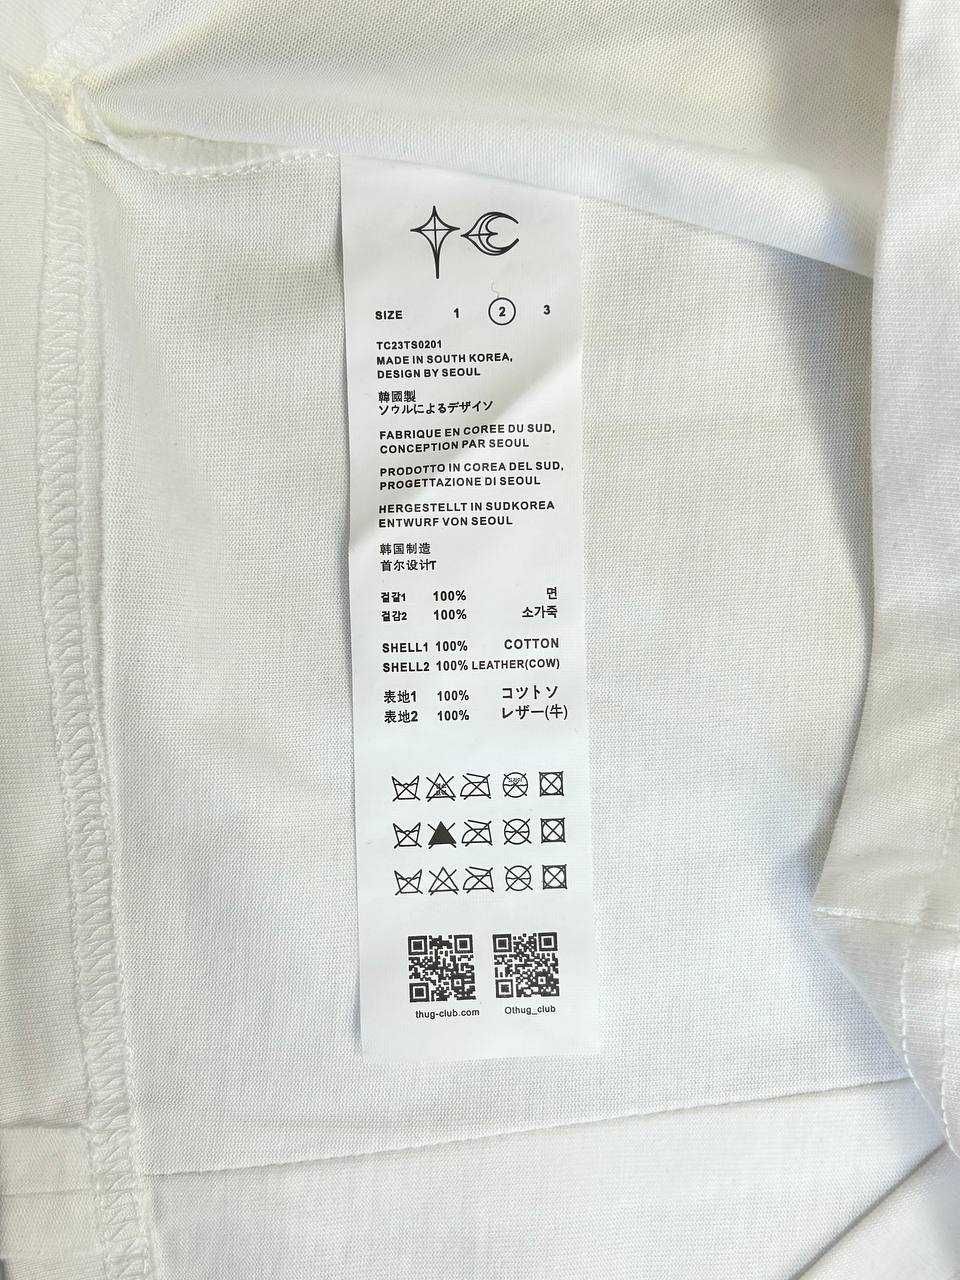 SIZE 1 2 3
TC23TS0201
MADE IN SOUTH KOREA,
DESIGN BY SEOUL
韓國製
ソウルによるデザイソ
FABRIQUE EN COREE DU SUD,
CONCEPTION PAR SEOUL
PRODOTTO IN COREA DEL SUD,
PROGETTAZIONE DI SEOUL
HERGESTELLT IN SUDKOREA
ENTWURF VON SEOUL
韩国制造
首尔设计T
겉갈1 100% 면
겉감2 100% 소가죽
SHELL1 100% COTTON
SHELL2 100% LEATHER(COW)
表地1 100% コツトソ
表地2 100% レザー(牛)
thug-club.com Othug_club